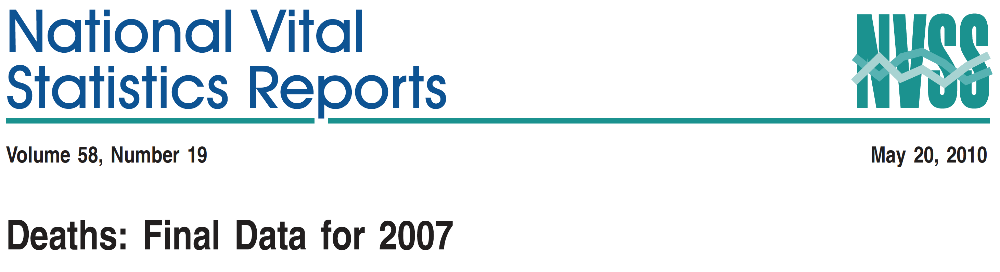 National Vital
Statistics Reports
NVSS
Volume 58, Number 19
May 20, 2010
Deaths: Final Data for 2007